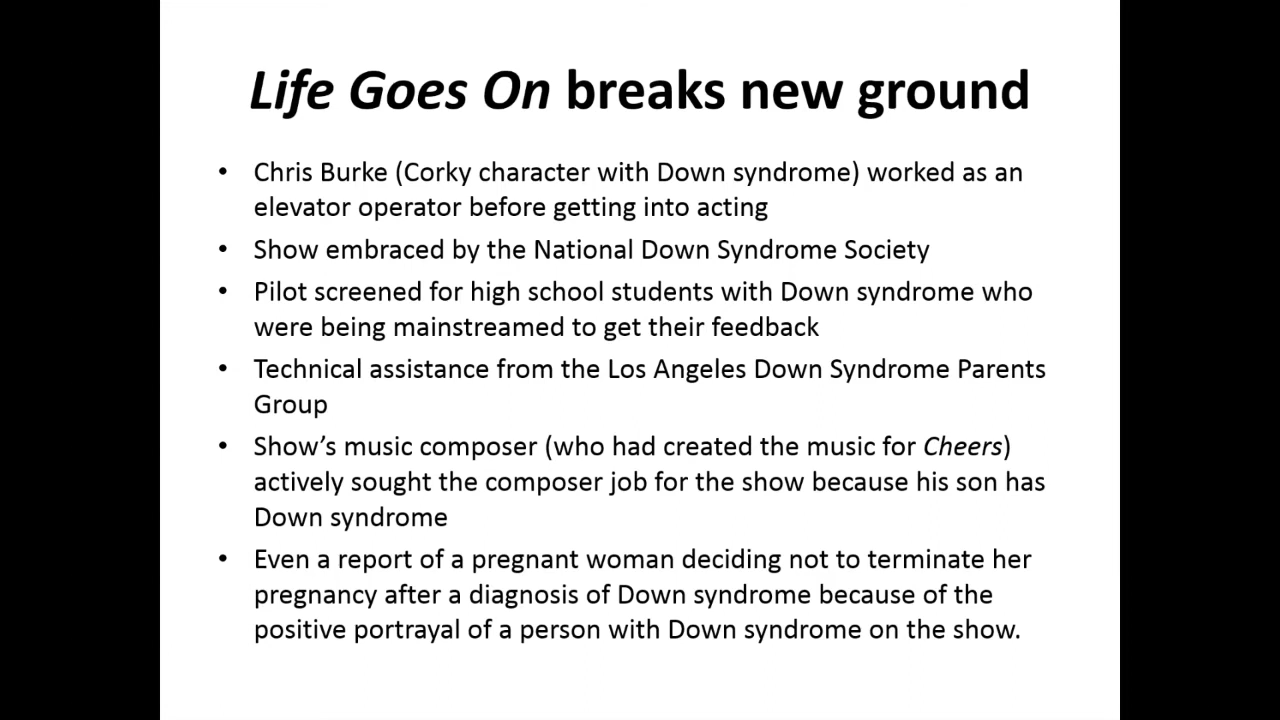 Life Goes On breaks new ground
• Chris Burke (Corky character with Down syndrome) worked as an
elevator operator before getting into acting
• Show embraced by the National Down Syndrome Society
• Pilot screened for high school students with Down syndrome who
were being mainstreamed to get their feedback
• Technical assistance from the Los Angeles Down Syndrome Parents
Group
• Show’s music composer (who had created the music for Cheers)
actively sought the composer job for the show because his son has
Down syndrome
• Even a report of a pregnant woman deciding not to terminate her
pregnancy after a diagnosis of Down syndrome because of the
positive portrayal of a person with Down syndrome on the show.